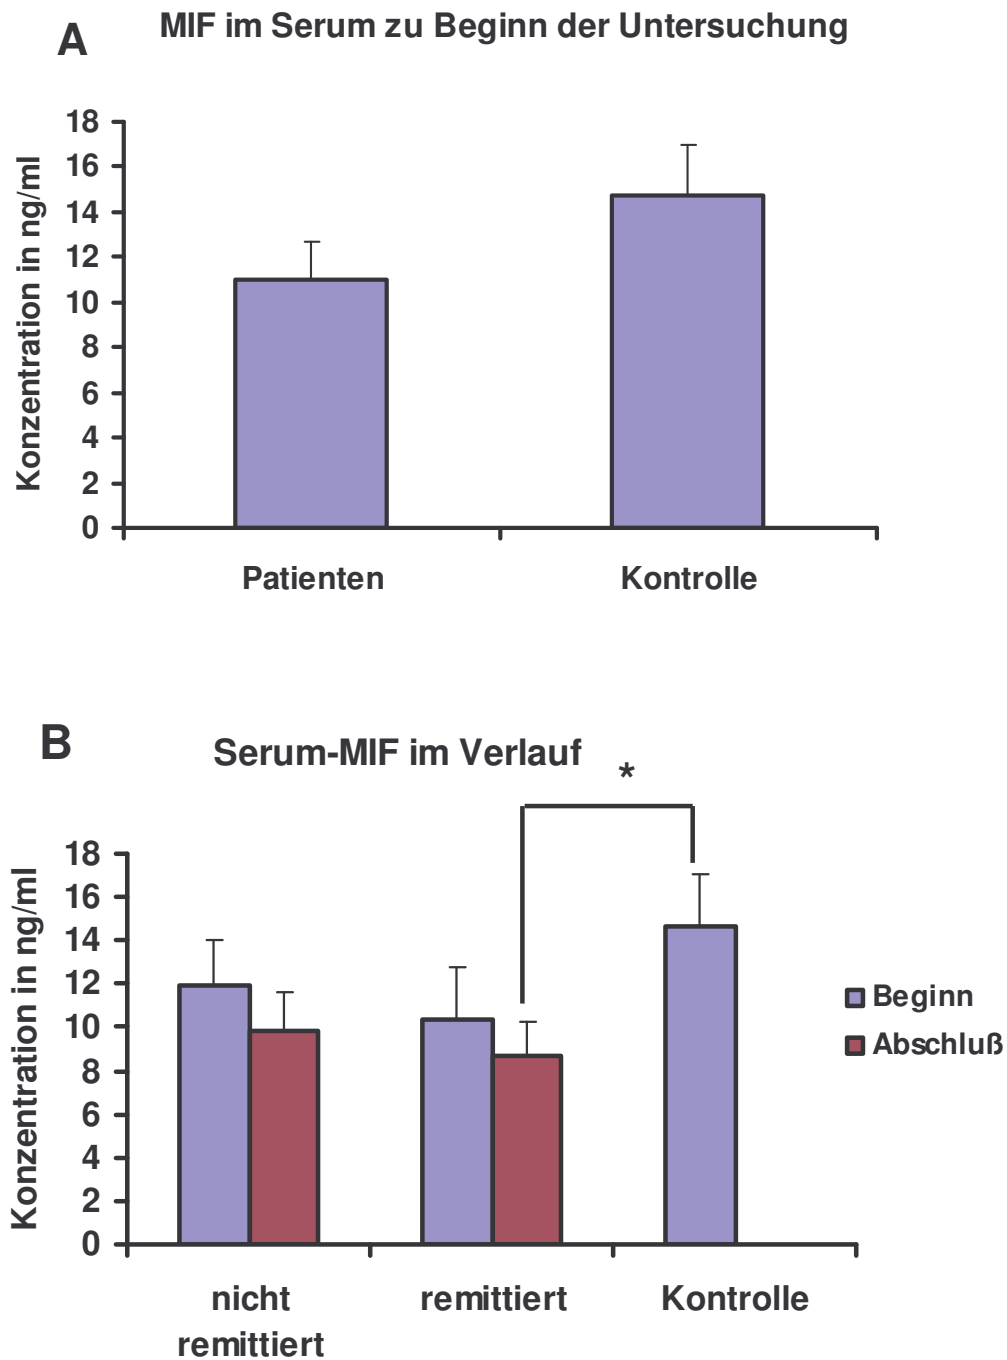 A
MIF im Serum zu Beginn der Untersuchung
Konzentration in ng/ml
18
16
14
12
10
8
6
4
2
0
Patienten
Kontrolle
B
Serum-MIF im Verlauf
*
Konzentration in ng/ml
18
16
14
12
10
8
6
4
2
0
nicht
remittiert
remittiert
Kontrolle
Beginn
Abschluß